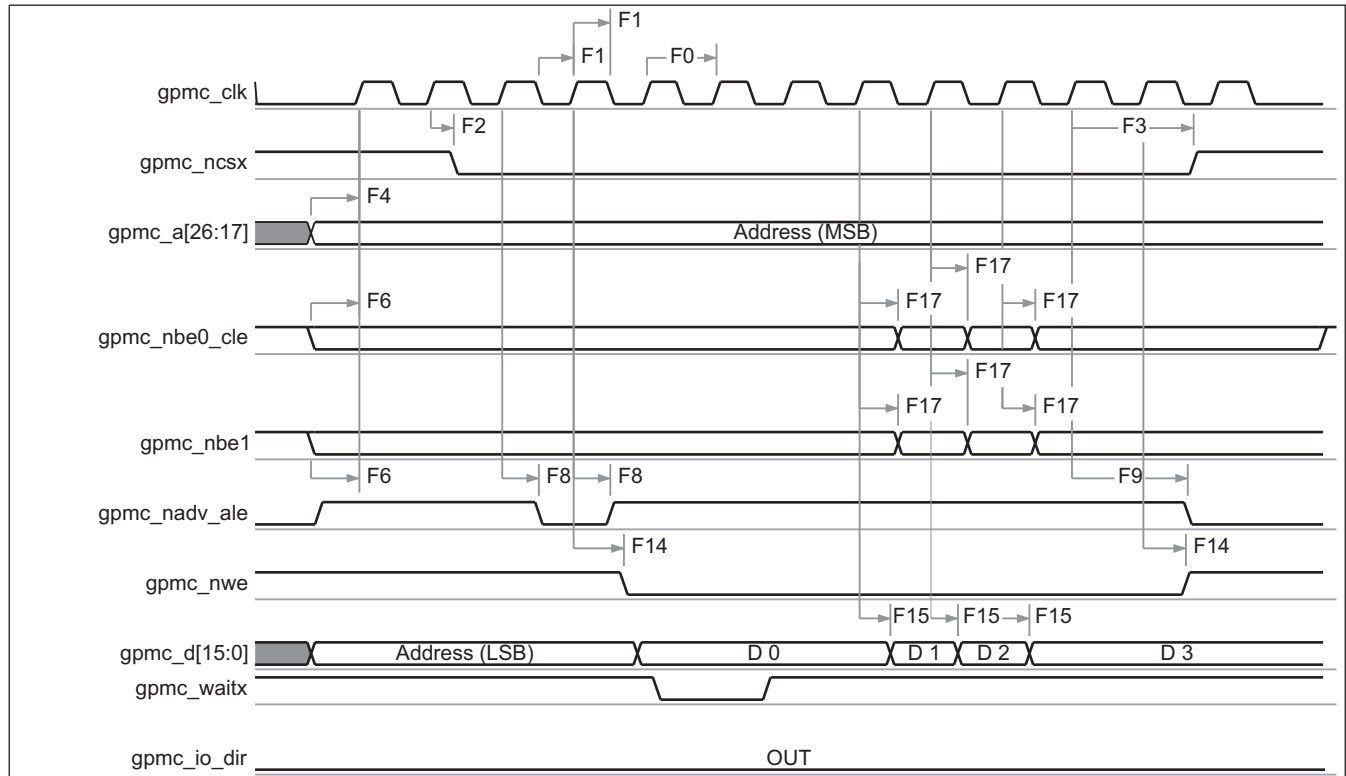 F1
F1 F0
gpmc_clk
F2 F3
gpmc_ncsx
F4
gpmc_a[26:17] Address (MSB)
F17
F6 F17 F17
gpmc_nbe0_cle
F17
F17 F17
gpmc_nbe1
F6 F8 F8 F9
gpmc_nadv_ale
F14 F14
gpmc_nwe
F15 F15 F15
gpmc_d[15:0] Address (LSB) D 0 D 1 D 2 D 3
gpmc_waitx
gpmc_io_dir OUT